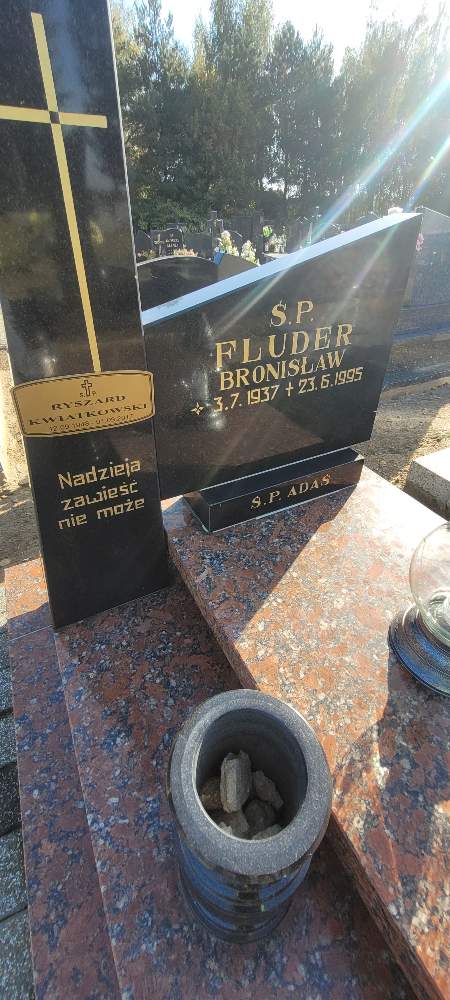 Ś.P.
RYSZARD
KWIATKOWSKI
Nadzieja
zawieść
nie może
Ś.P.
FLUDER
BRONISŁAW
3.7.1937 + 23.6.1995
Ś.P. ADAŚ